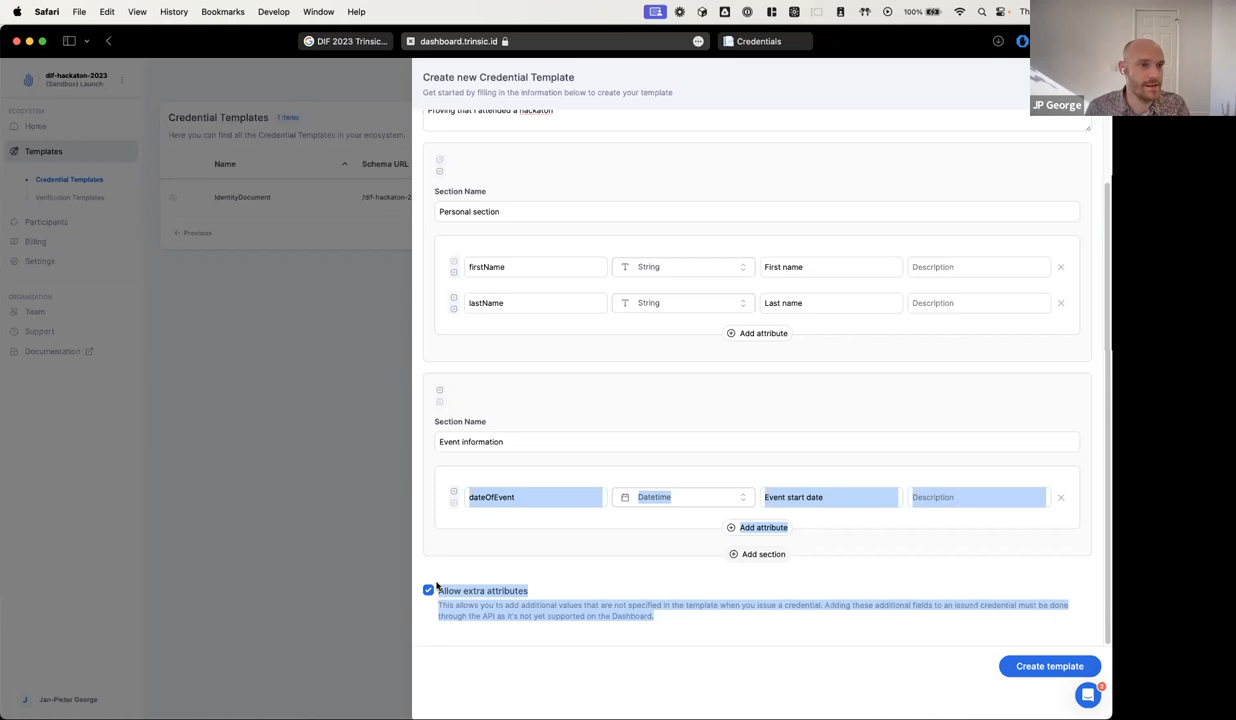 Safari File Edit View History Bookmarks Develop Window Help 100% Th
DIF 2023 Trinsic... dashboard.trinsic.id Credentials
JP George
dif-hackaton-2023
(Sandbox) Launch
ECOSYSTEM
Home
Templates
Credential Templates
Verification Templates
Participants
Billing
Settings
ORGANIZATION
Team
Support
Documentation
J Jan-Pieter George
Credential Templates 1 items
Here you can find all the Credential Templates in your ecosystem.
Name Schema URL
IdentityDocument /dif-hackaton-2
Previous
Create new Credential Template
Get started by filling in the information below to create your template
Proving that I attended a hackaton
Section Name
Personal section
firstName String First name Description
lastName String Last name Description
Add attribute
Section Name
Event information
dateOfEvent Datetime Event start date Description
Add attribute
Add section
Allow extra attributes
This allows you to add additional values that are not specified in the template when you issue a credential. Adding these additional fields to an issued credential must be done
through the API as it's not yet supported on the Dashboard.
Create template
2